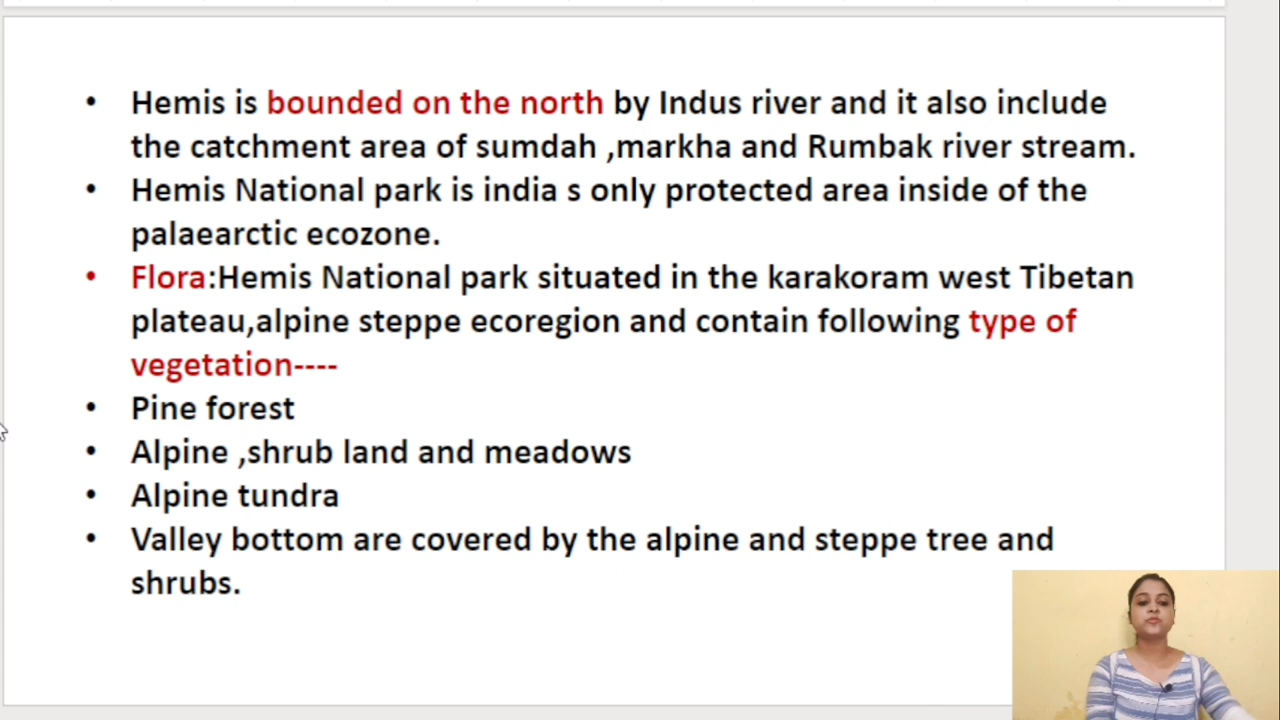 • Hemis is bounded on the north by Indus river and it also include
the catchment area of sumdah ,markha and Rumbak river stream.
• Hemis National park is india s only protected area inside of the
palaearctic ecozone.
• Flora:Hemis National park situated in the karakoram west Tibetan
plateau,alpine steppe ecoregion and contain following type of
vegetation----
• Pine forest
• Alpine ,shrub land and meadows
• Alpine tundra
• Valley bottom are covered by the alpine and steppe tree and
shrubs.